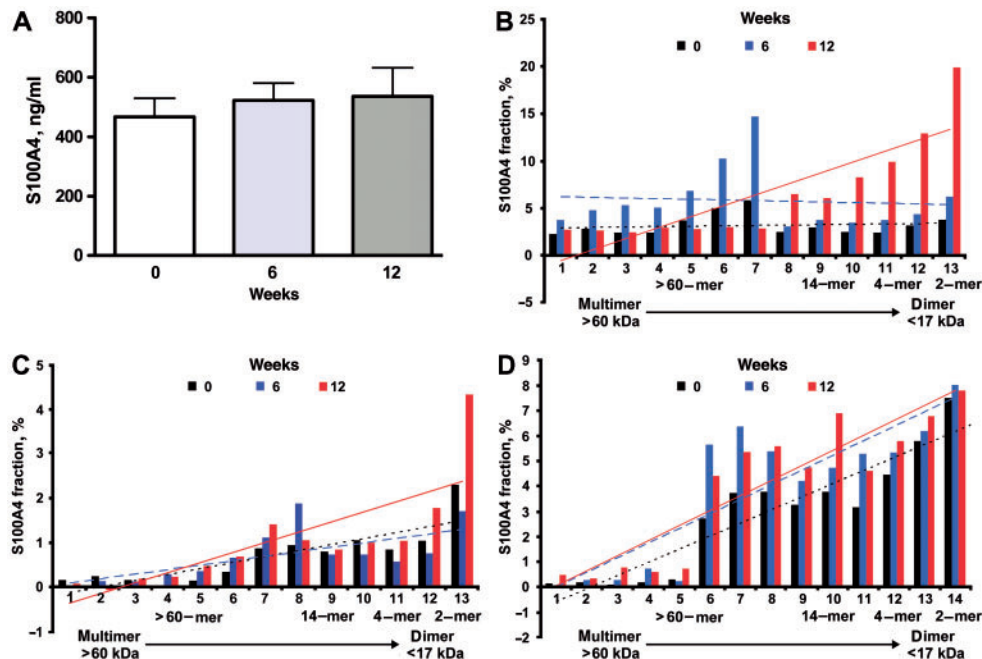 A
800
600
400
200
0
S100A4, ng/ml
0 6 12
Weeks
B
Weeks
0 6 12
25
20
15
10
5
0
−5
S100A4 fraction, %
1 2 3 4 5 6 7 8 9 10 11 12 13
>60−mer 14−mer 4−mer 2−mer
Multimer Dimer
>60 kDa <17 kDa
C
Weeks
0 6 12
5
4
3
2
1
0
−1
S100A4 fraction, %
1 2 3 4 5 6 7 8 9 10 11 12 13
>60−mer 14−mer 4−mer 2−mer
Multimer Dimer
>60 kDa <17 kDa
D
Weeks
0 6 12
9
8
7
6
5
4
3
2
1
0
−1
−2
S100A4 fraction, %
1 2 3 4 5 6 7 8 9 10 11 12 13 14
>60−mer 14−mer 4−mer 2−mer
Multimer Dimer
>60 kDa <17 kDa